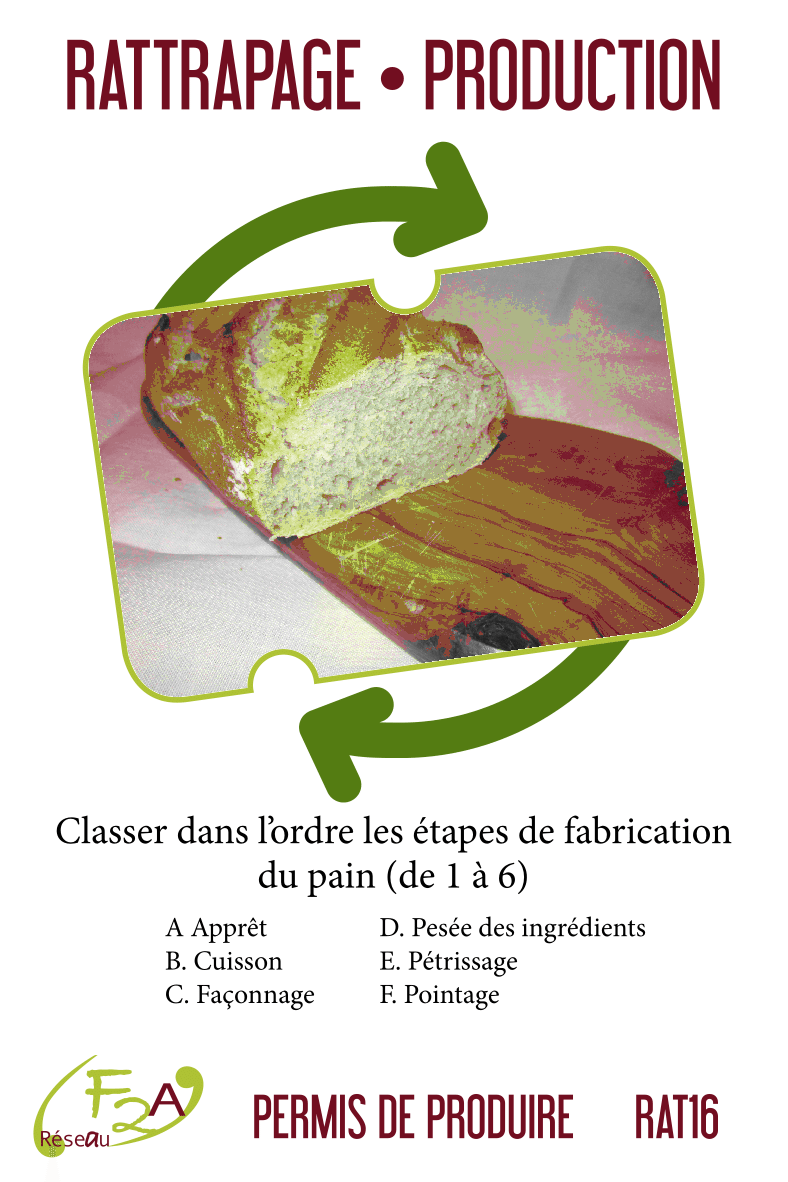 RATTRAPAGE • PRODUCTION
Classer dans l’ordre les étapes de fabrication
du pain (de 1 à 6)
A Apprêt
B. Cuisson
C. Façonnage
D. Pesée des ingrédients
E. Pétrissage
F. Pointage
F2A
Réseau
PERMIS DE PRODUIRE RAT16